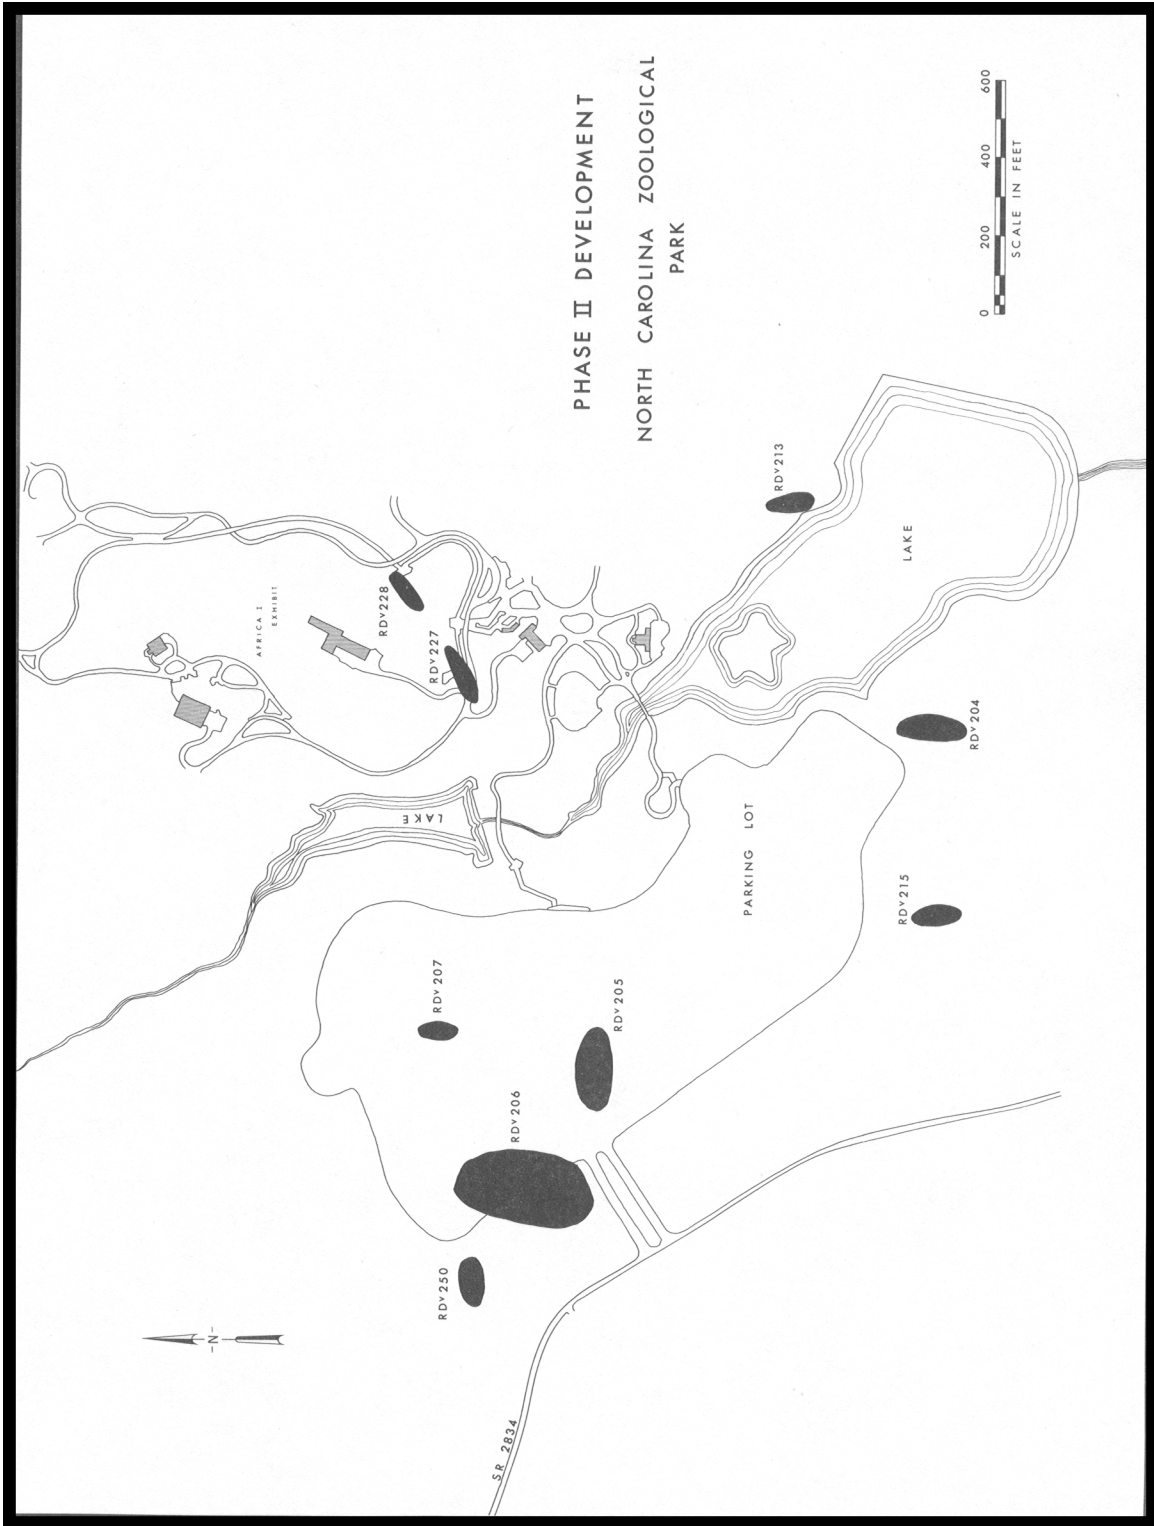 PHASE II DEVELOPMENT
NORTH CAROLINA ZOOLOGICAL
PARK
0 200 400 600
SCALE IN FEET
AFRICA I
EXHIBIT
RDV228
RDV227
RDV213
LAKE
LAKE
RDV204
PARKING LOT
RDV215
RDV207
RDV205
RDV206
RDV250
-N-
SR 2834